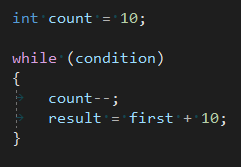 int count = 10;
while (condition)
{
count--;
result = first + 10;
}